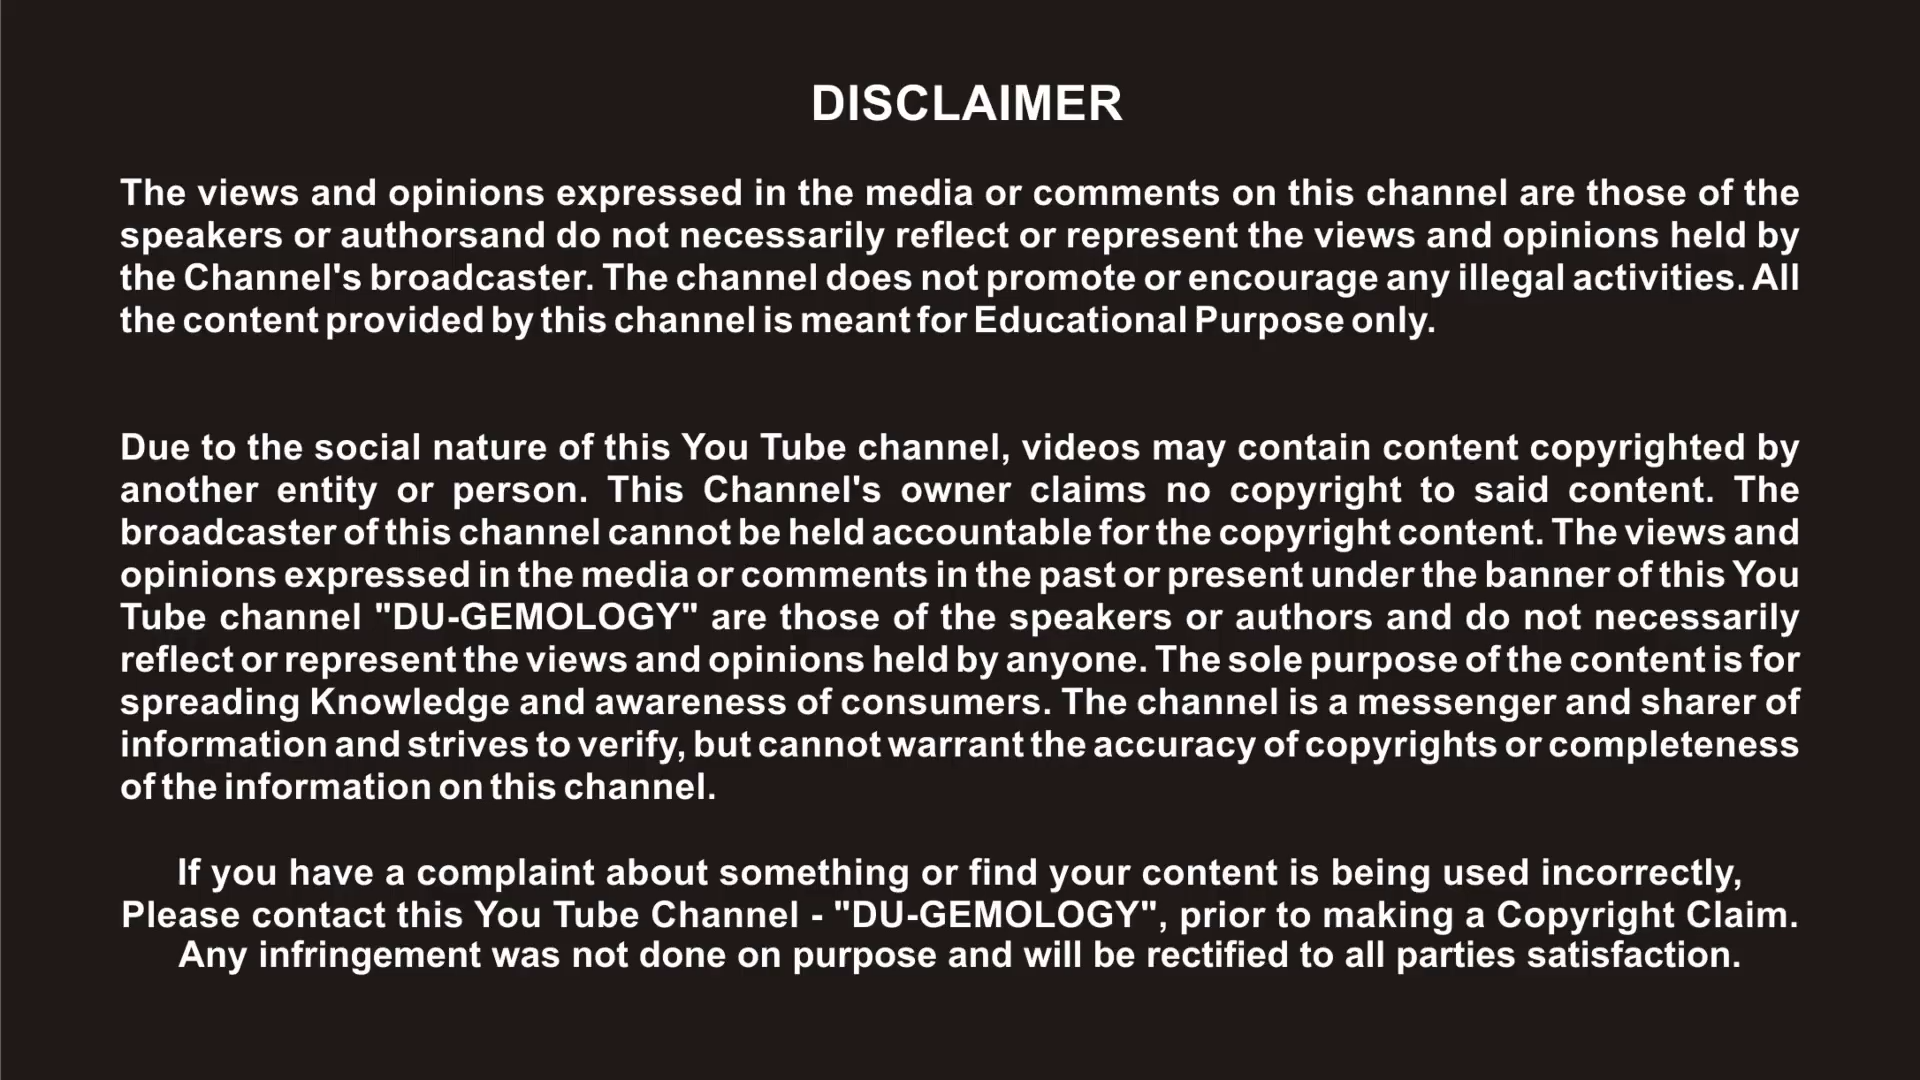 DISCLAIMER
The views and opinions expressed in the media or comments on this channel are those of the
speakers or authorsand do not necessarily reflect or represent the views and opinions held by
the Channel's broadcaster. The channel does not promote or encourage any illegal activities. All
the content provided by this channel is meant for Educational Purpose only.
Due to the social nature of this You Tube channel, videos may contain content copyrighted by
another entity or person. This Channel's owner claims no copyright to said content. The
broadcaster of this channel cannot be held accountable for the copyright content. The views and
opinions expressed in the media or comments in the past or present under the banner of this You
Tube channel "DU-GEMOLOGY" are those of the speakers or authors and do not necessarily
reflect or represent the views and opinions held by anyone. The sole purpose of the content is for
spreading Knowledge and awareness of consumers. The channel is a messenger and sharer of
information and strives to verify, but cannot warrant the accuracy of copyrights or completeness
of the information on this channel.
If you have a complaint about something or find your content is being used incorrectly,
Please contact this You Tube Channel - "DU-GEMOLOGY", prior to making a Copyright Claim.
Any infringement was not done on purpose and will be rectified to all parties satisfaction.